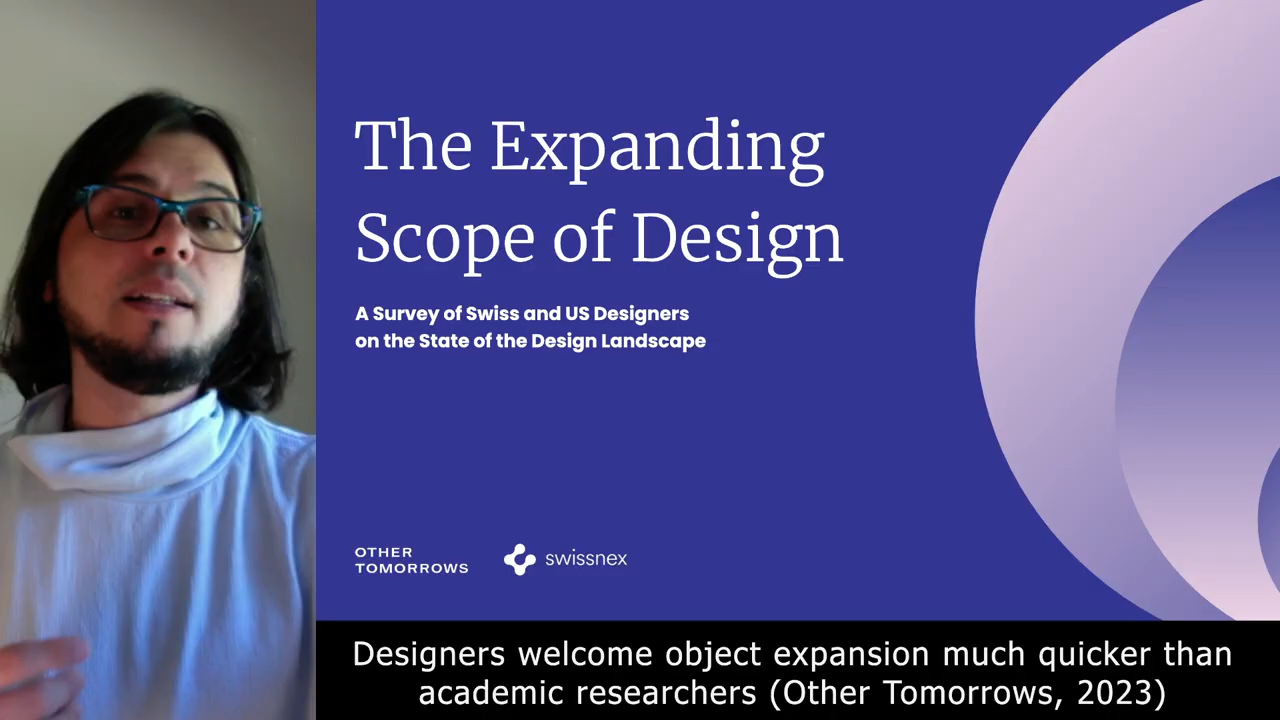 The Expanding
Scope of Design
A Survey of Swiss and US Designers
on the State of the Design Landscape
OTHER
TOMORROWS
swissnex
Designers welcome object expansion much quicker than
academic researchers (Other Tomorrows, 2023)